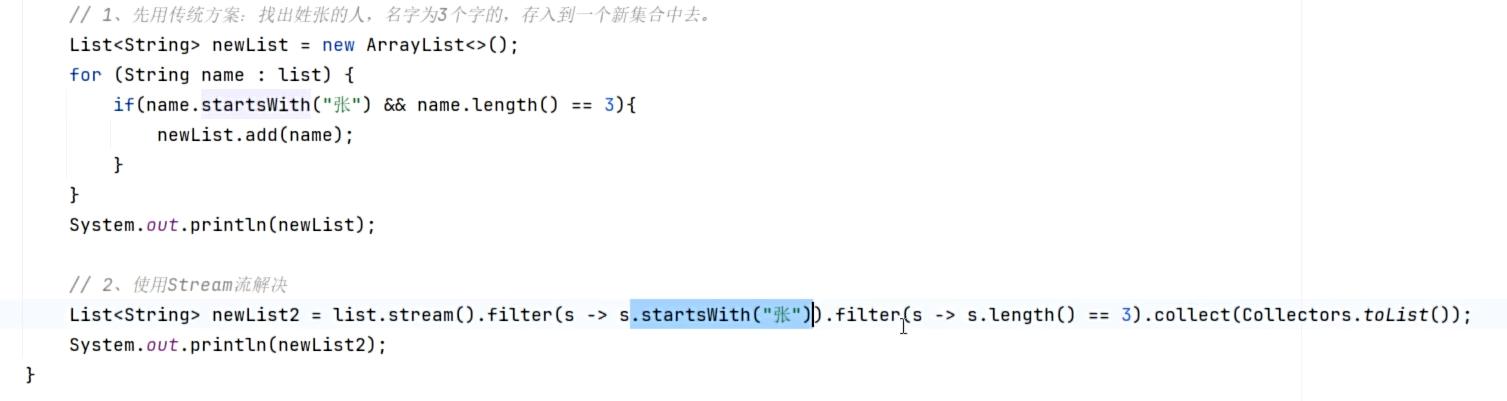 // 1、先用传统方案：找出姓张的人，名字为3个字的，存入到一个新集合中去。
List<String> newList = new ArrayList<>();
for (String name : list) {
if(name.startsWith("张") && name.length() == 3){
newList.add(name);
}
}
System.out.println(newList);
// 2、使用Stream流解决
List<String> newList2 = list.stream().filter(s -> s.startsWith("张")).filter(s -> s.length() == 3).collect(Collectors.toList());
System.out.println(newList2);
}